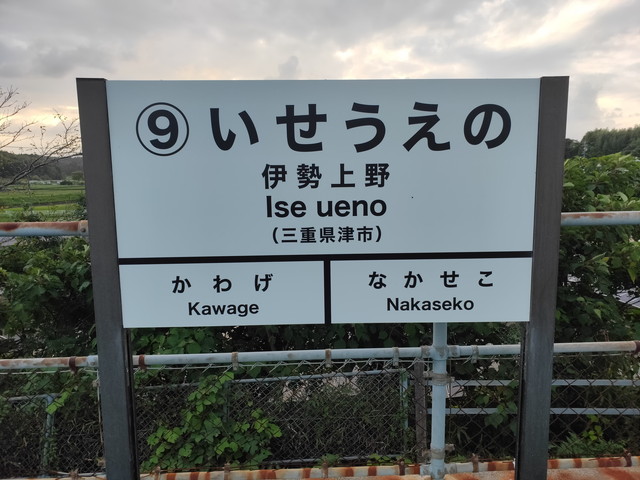 ⑨ いせうえの
伊勢上野
Ise ueno
(三重県津市)
かわげ
Kawage
なかせこ
Nakaseko